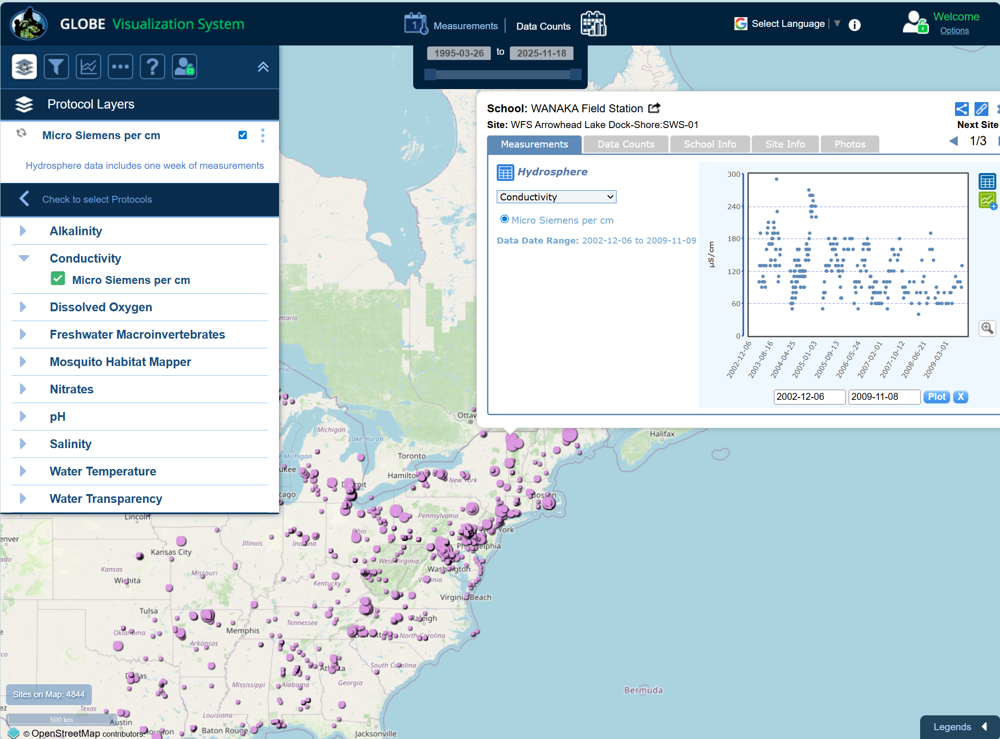 GLOBE Visualization System
1
Measurements
Data Counts
Select Language
Welcome
Options
1995-03-26 to 2025-11-18
Protocol Layers
Micro Siemens per cm
Hydrosphere data includes one week of measurements
Check to select Protocols
Alkalinity
Conductivity
Micro Siemens per cm
Dissolved Oxygen
Freshwater Macroinvertebrates
Mosquito Habitat Mapper
Nitrates
pH
Salinity
Water Temperature
Water Transparency
School: WANAKA Field Station
Site: WFS Arrowhead Lake Dock-Shore:SWS-01
Next Site
1/3
Measurements
Data Counts
School Info
Site Info
Photos
Hydrosphere
Conductivity
Micro Siemens per cm
Data Date Range: 2002-12-06 to 2009-11-09
µS/cm
300
240
180
120
60
0
2002-12-06
2003-08-16
2004-04-25
2005-01-03
2005-09-13
2006-05-24
2007-02-01
2007-10-12
2008-06-21
2009-03-01
2002-12-06
2009-11-08
Plot
X
ntario
erior
Ottaw
Michigan
Lake Huron
Halifax
e Michigan
Toronto
ukee
Hamilto
New York
D roit
cago
Bos n
Lincoln
Pennsylvania
Ohio
York
enver
Illinois
Indiana
Kansas City
Philadelphia
ado
West Virginia
Kansas
Missouri
Washington
Wichita
Kentucky
Virginia
Virginia Beach
Tulsa
Raleigh
Tennessee
Memphis
Oklahoma
North Carolina
Arkansas
co
Atlanta
South Carolina
Dallas
Mississippi
Alabama
Georgia
Bermuda
Sites on Map: 4844
ez
Texas
Louisiana
500 km
Austin
Houston
Baton Rouge
Jacksonville
© OpenStreetMap contributors.
Legends